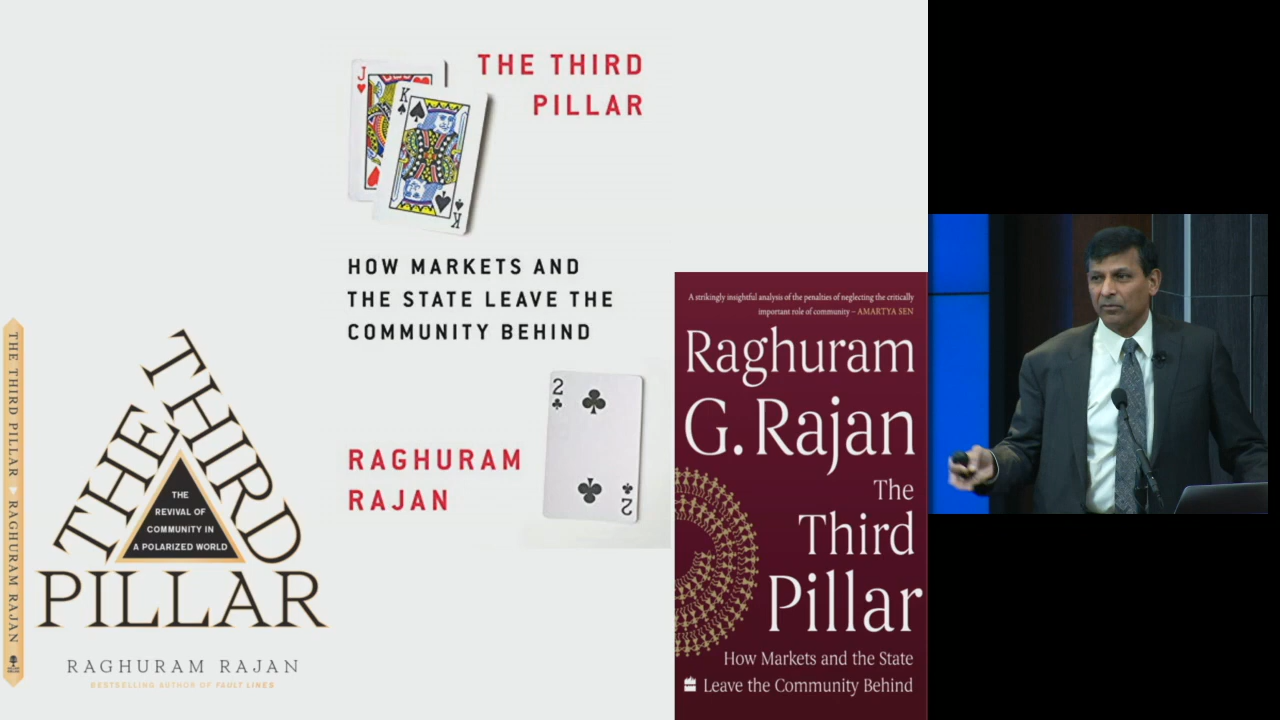 THE THIRD PILLAR RAGHURAM RAJAN
THE THIRD
PILLAR
THE
REVIVAL OF
COMMUNITY IN
A POLARIZED WORLD
RAGHURAM RAJAN
BESTSELLING AUTHOR OF FAULT LINES
J
K
K
THE THIRD
PILLAR
HOW MARKETS AND
THE STATE LEAVE THE
COMMUNITY BEHIND
2
2
RAGHURAM
RAJAN
A strikingly insightful analysis of the penalties of neglecting the critically
important role of community – AMARTYA SEN
Raghuram
G. Rajan
The
Third
Pillar
How Markets and the State
Leave the Community Behind